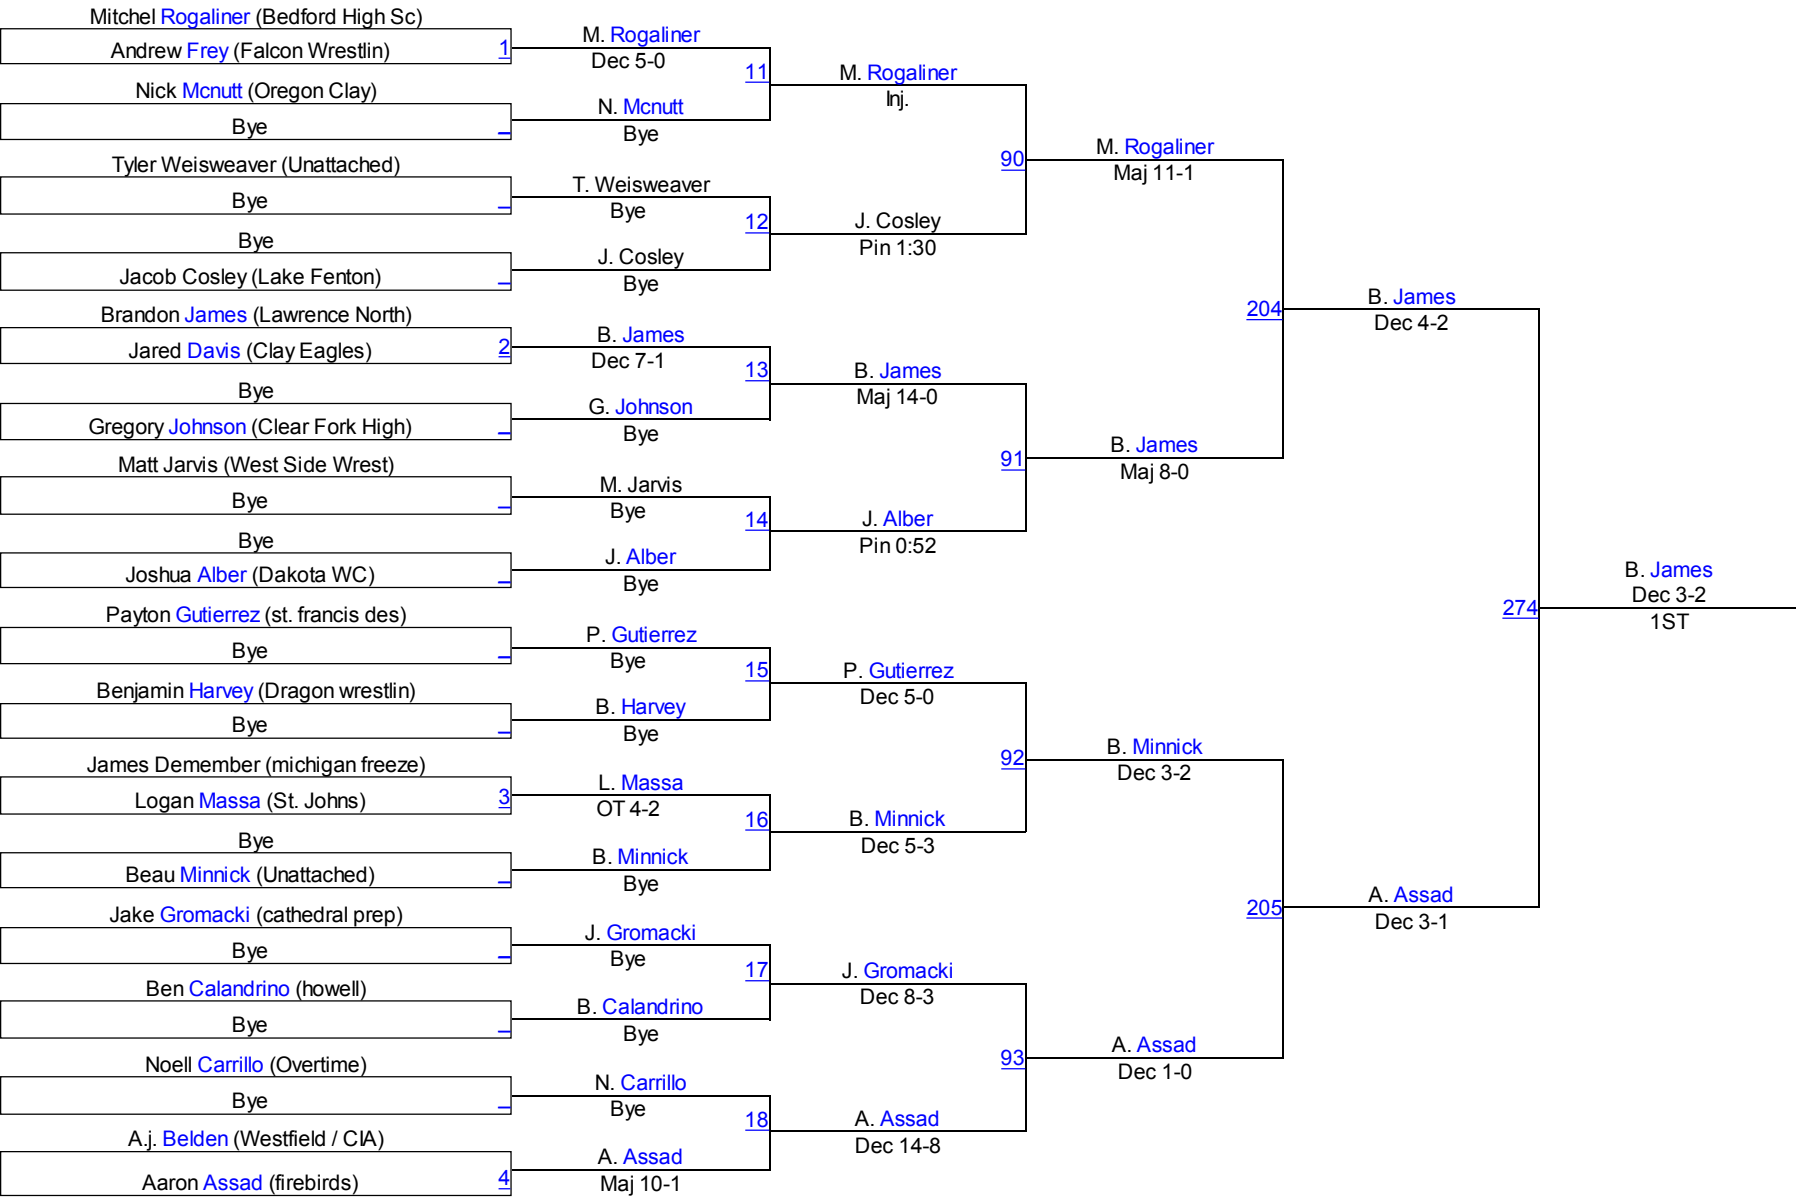 Mitchel Rogaliner (Bedford High Sc)
Andrew Frey (Falcon Wrestlin)
1
Nick Mcnutt (Oregon Clay)
Bye
Tyler Weisweaver (Unattached)
Bye
Bye
Jacob Cosley (Lake Fenton)
Brandon James (Lawrence North)
Jared Davis (Clay Eagles)
2
Bye
Gregory Johnson (Clear Fork High)
Matt Jarvis (West Side Wrest)
Bye
Bye
Joshua Alber (Dakota WC)
Payton Gutierrez (st. francis des)
Bye
Benjamin Harvey (Dragon wrestlin)
Bye
James Demember (michigan freeze)
Logan Massa (St. Johns)
3
Bye
Beau Minnick (Unattached)
Jake Gromacki (cathedral prep)
Bye
Ben Calandrino (howell)
Bye
Noell Carrillo (Overtime)
Bye
A.j. Belden (Westfield / CIA)
Aaron Assad (firebirds)
4
M. Rogaliner
Dec 5-0
11
N. Mcnutt
Bye
T. Weisweaver
Bye
12
J. Cosley
Bye
B. James
Dec 7-1
13
G. Johnson
Bye
M. Jarvis
Bye
14
J. Alber
Bye
P. Gutierrez
Bye
15
B. Harvey
Bye
L. Massa
OT 4-2
16
B. Minnick
Bye
J. Gromacki
Bye
17
B. Calandrino
Bye
N. Carrillo
Bye
18
A. Assad
Maj 10-1
M. Rogaliner
Inj.
90
J. Cosley
Pin 1:30
B. James
Maj 14-0
91
J. Alber
Pin 0:52
P. Gutierrez
Dec 5-0
92
B. Minnick
Dec 5-3
J. Gromacki
Dec 8-3
93
A. Assad
Dec 14-8
M. Rogaliner
Maj 11-1
204
B. James
Maj 8-0
B. Minnick
Dec 3-2
205
A. Assad
Dec 1-0
B. James
Dec 4-2
274
A. Assad
Dec 3-1
B. James
Dec 3-2
1ST